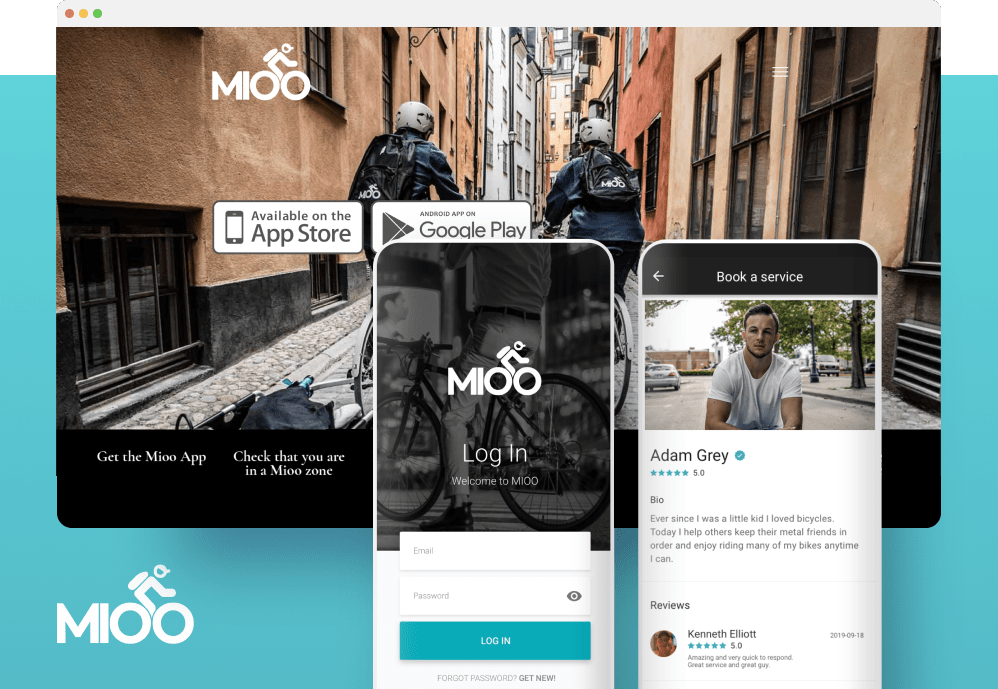 MIOO
MIOO
MIOO
Available on the
App Store
ANDROID APP ON
Google Play
Get the Mioo App
Check that you are
in a Mioo zone
MIOO
Log In
Welcome to MIOO
Email
Password
LOG IN
FORGOT PASSWORD? GET NEW!
Book a service
Adam Grey
5.0
Bio
Ever since I was a little kid I loved bicycles.
Today I help others keep their metal friends in
order and enjoy riding many of my bikes anytime
I can.
Reviews
Kenneth Elliott
2019-09-18
5.0
Amazing and very quick to respond.
Great service and great guy.
MIOO